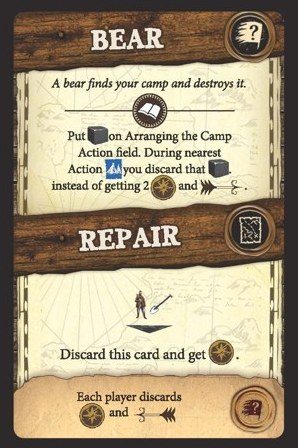 BEAR
?
A bear finds your camp and destroys it.
Put on Arranging the Camp
Action field. During nearest
Action you discard that
instead of getting 2 and .
REPAIR
Discard this card and get .
Each player discards
and
?